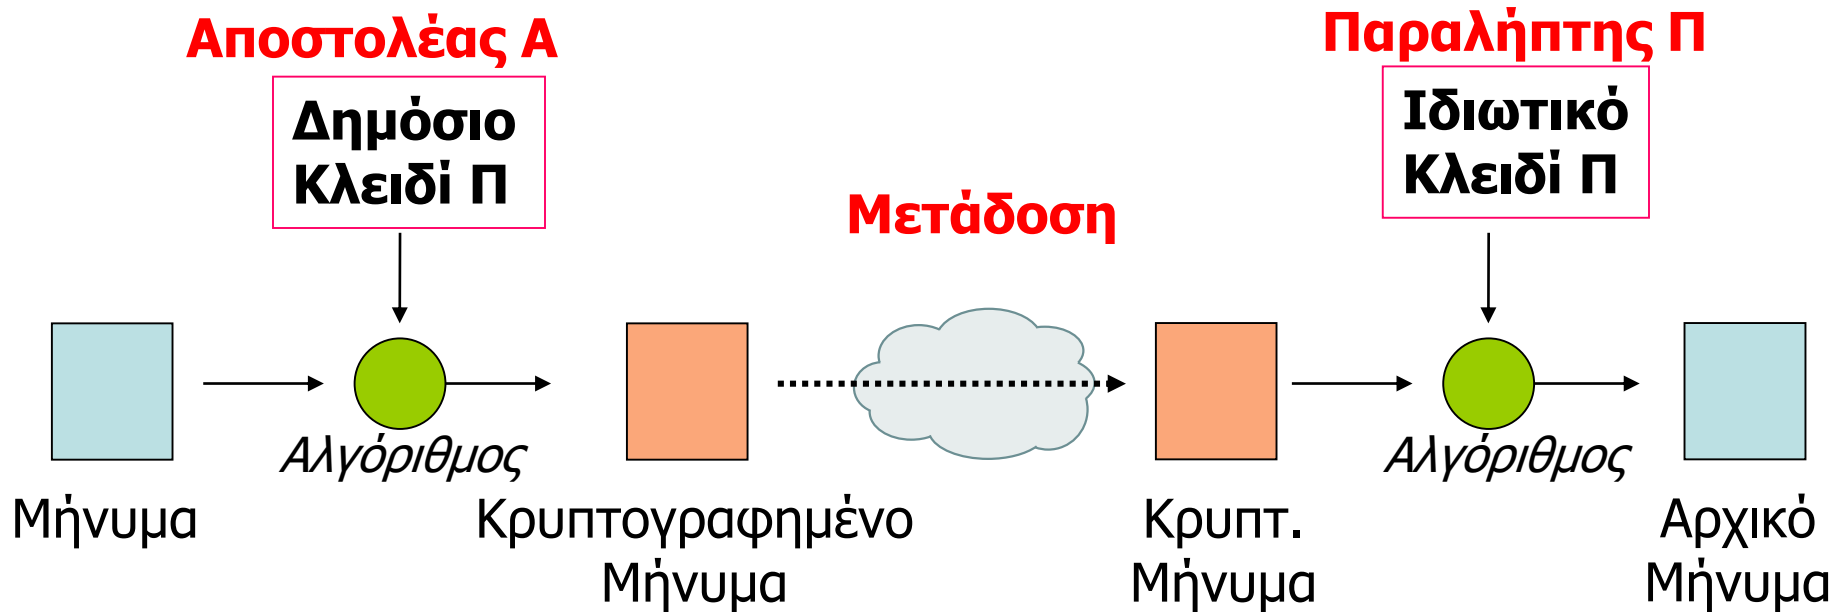 Αποστολέας Α
Δημόσιο
Κλειδί Π
Παραλήπτης Π
Ιδιωτικό
Κλειδί Π
Μετάδοση
Αλγόριθμος
Αλγόριθμος
Μήνυμα
Κρυπτογραφημένο
Μήνυμα
Κρυπτ.
Μήνυμα
Αρχικό
Μήνυμα